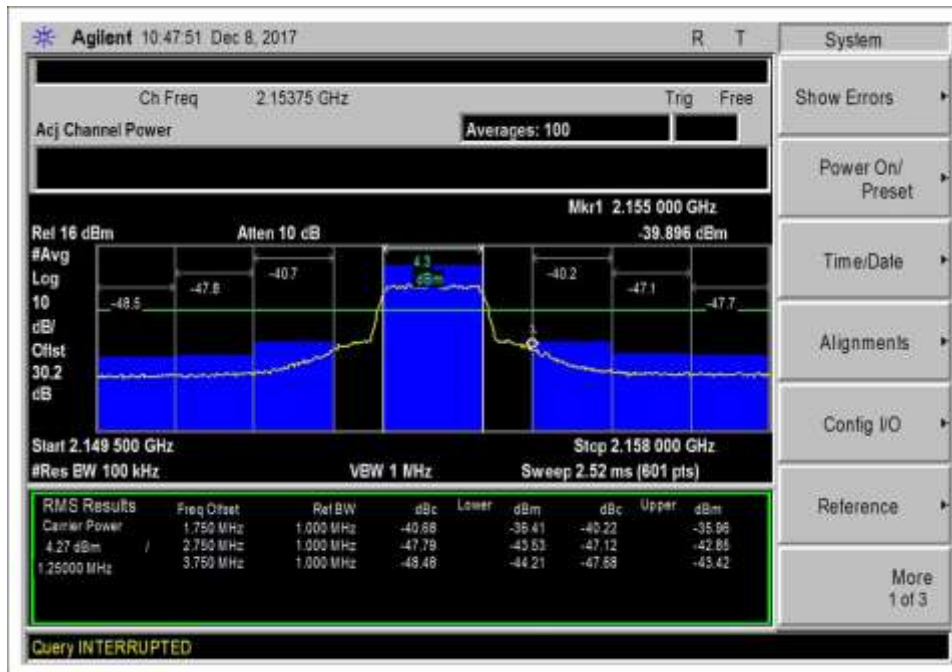 Agilent 10:47:51 Dec 8, 2017 R T
Ch Freq 2.15375 GHz Trig Free
Acj Channel Power Averages: 100
Mkr1 2.155 000 GHz
Rel 16 dBm Atten 10 dB -39.896 dBm
#Avg
Log
10
dB/
Offst
30.2
dB
-48.5 -47.8 -40.7 4.3 dBm -40.2 -47.1 -47.7
1
Start 2.149 500 GHz Stop 2.158 000 GHz
#Res BW 100 kHz VBW 1 MHz Sweep 2.52 ms (601 pts)
RMS Results Freq Offset Ref BW dBc Lower dBm dBc Upper dBm
Carrier Power 1.750 MHz 1.000 MHz -40.68 -36.41 -40.22 -35.96
4.27 dBm / 2.750 MHz 1.000 MHz -47.79 -43.53 -47.12 -42.85
1.25000 MHz 3.750 MHz 1.000 MHz -48.48 -44.21 -47.68 -43.42
Query INTERRUPTED
System
Show Errors
Power On/
Preset
Time/Date
Alignments
Config I/O
Reference
More
1 of 3